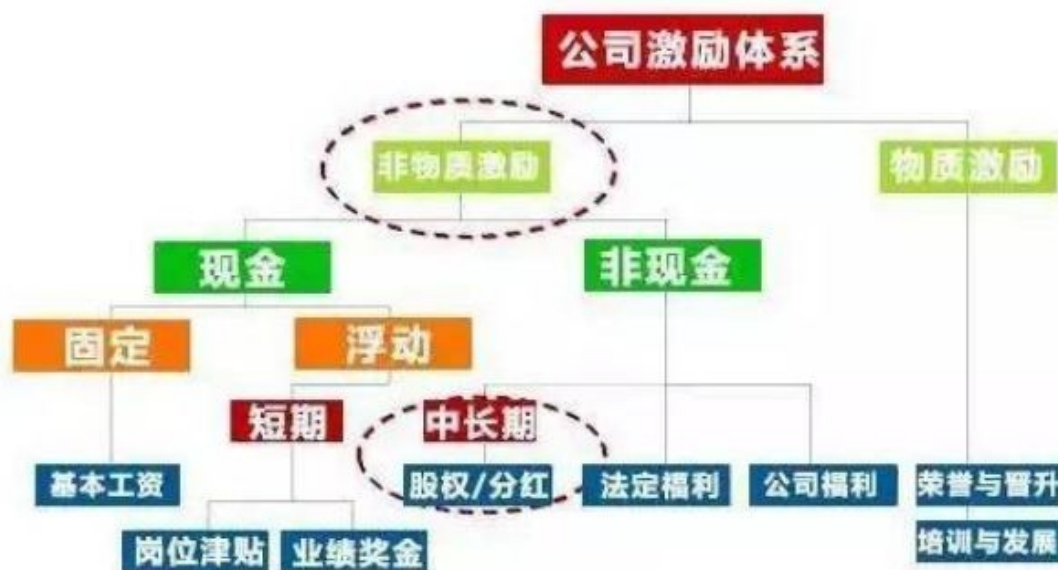 公司激励体系
非物质激励
物质激励
现金
非现金
固定
浮动
短期
中长期
基本工资
股权/分红
法定福利
公司福利
荣誉与晋升
岗位津贴
业绩奖金
培训与发展